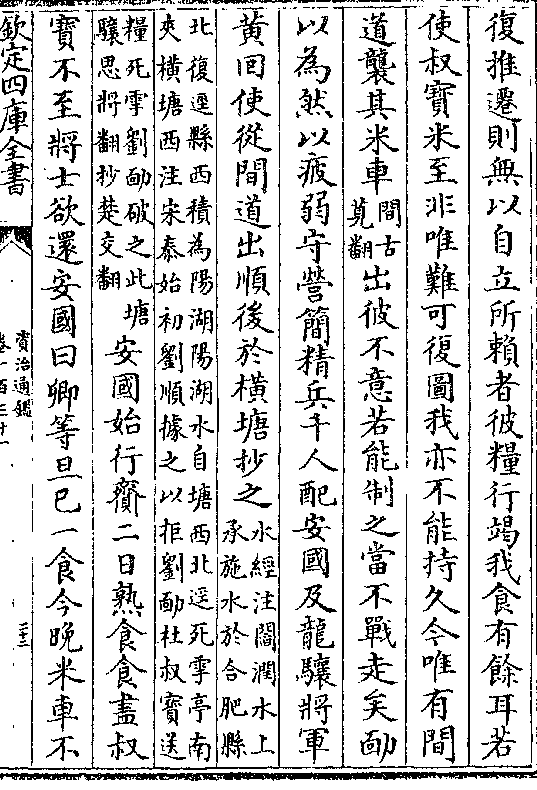 復推遷則無以自立所賴者彼糧行竭我食有餘耳若
使叔寶米至非唯難可復圖我亦不能持久今唯有間
道襲其米車間古莧翻出彼不意若能制之當不戰走矣勔
以為然以疲弱守營簡精兵千人配安國及龍驤將軍
黄回使從間道出順後於横塘抄之水經注閻潤水上承施水於合肥縣
北復逕縣西積為陽湖陽湖水自塘西北逕死雩亭南
夾横塘西注宋泰始初劉順據之以拒劉勔杜叔寶送
糧死雩劉勔破之此塘
驤思將翻抄楚交翻
安國始行齎二日熟食食盡叔
寶不至將士欲還安國曰卿等旦已一食今晚米車不
欽定四庫全書
資治通鑑
卷一百三十一
三三